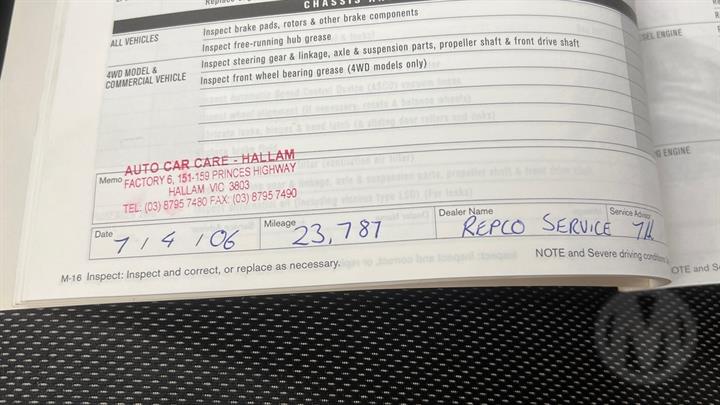 CHASSIS
ALL VEHICLES
Inspect brake pads, rotors & other brake components
Inspect free-running hub grease
4WD MODEL &
COMMERCIAL VEHICLE
Inspect steering gear & linkage, axle & suspension parts, propeller shaft & front drive shaft
Inspect front wheel bearing grease (4WD models only)
Memo
AUTO CAR CARE - HALLAM
FACTORY 6, 151-159 PRINCES HIGHWAY
HALLAM VIC 3803
TEL: (03) 8795 7480 FAX: (03) 8795 7490
Date
7 / 4 / 06
Mileage
23,787
Dealer Name
REPCO SERVICE
Service Advisor
M-16 Inspect: Inspect and correct, or replace as necessary.
NOTE and Severe driving conditions
ENGINE
ENGINE
M